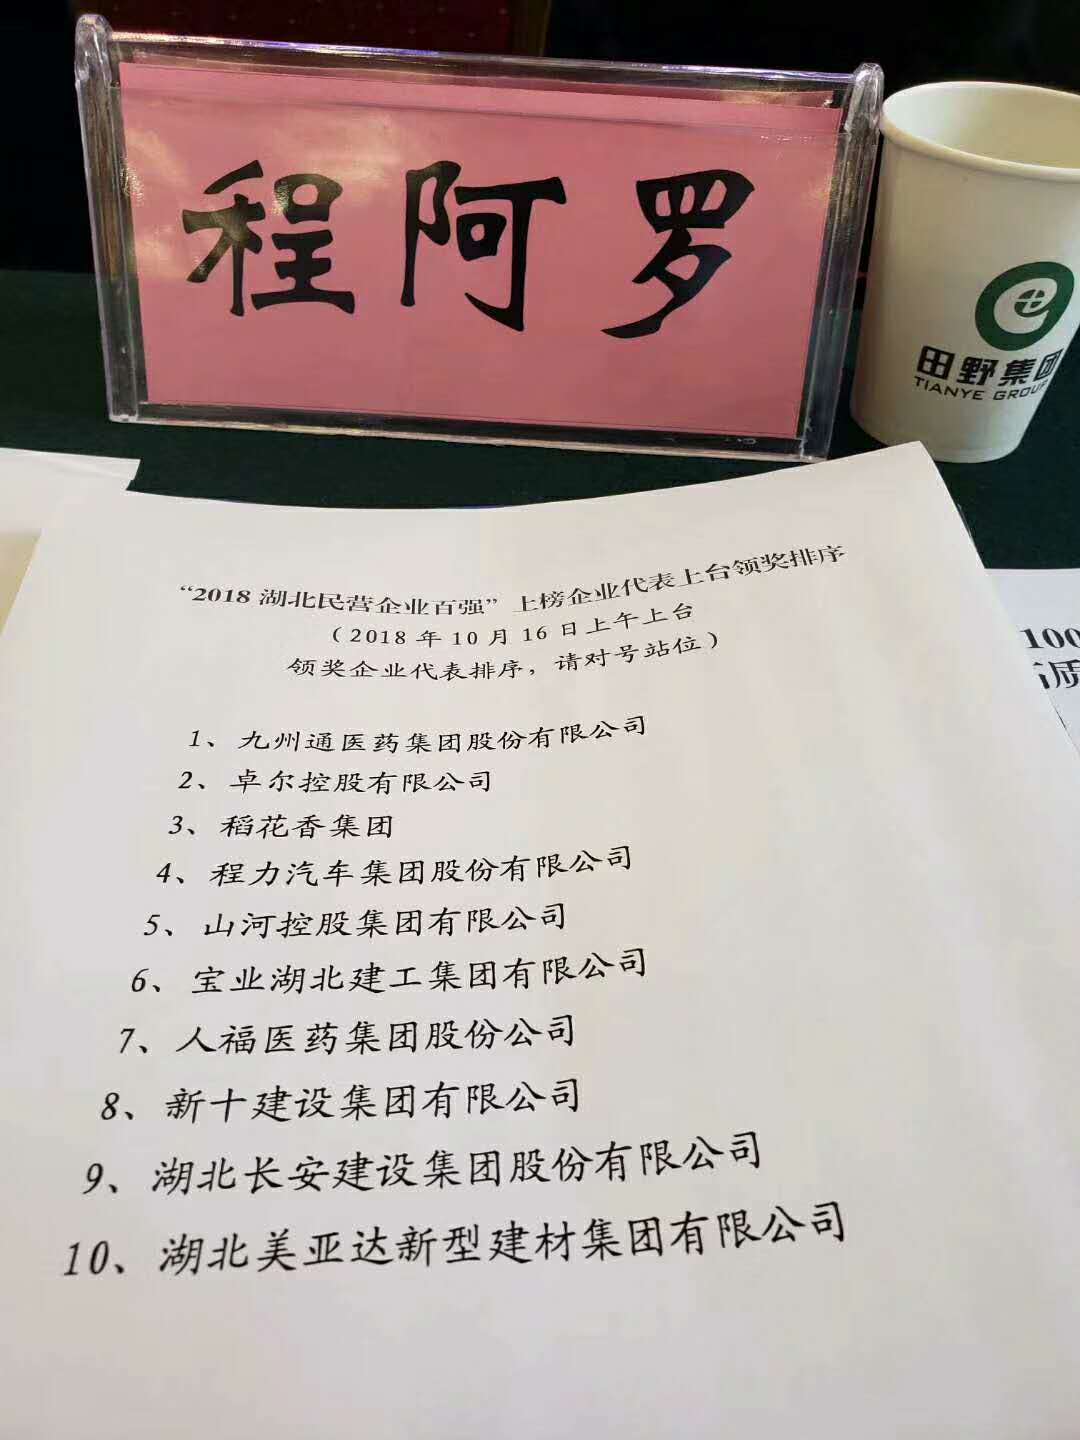 程阿罗
田野集团
TIANYE GROUP
“2018 湖北民营企业百强”上榜企业代表上台领奖排序
（2018 年 10 月 16 日上午上台
领奖企业代表排序，请对号站位）
1、九州通医药集团股份有限公司
2、卓尔控股有限公司
3、稻花香集团
4、程力汽车集团股份有限公司
5、山河控股集团有限公司
6、宝业湖北建工集团有限公司
7、人福医药集团股份公司
8、新十建设集团有限公司
9、湖北长安建设集团股份有限公司
10、湖北美亚达新型建材集团有限公司
100
质